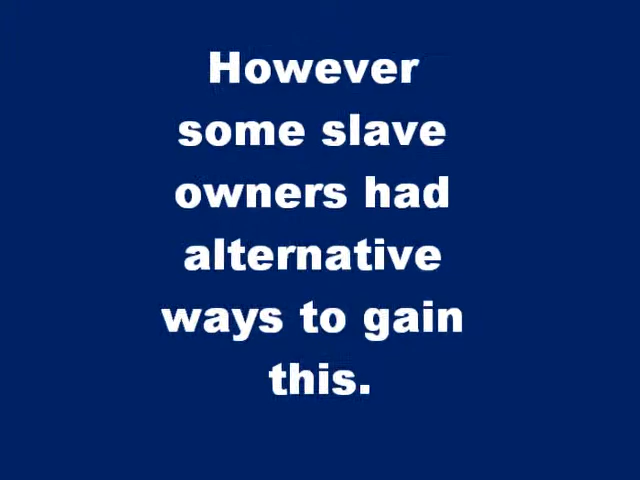 However
some slave
owners had
alternative
ways to gain
this.